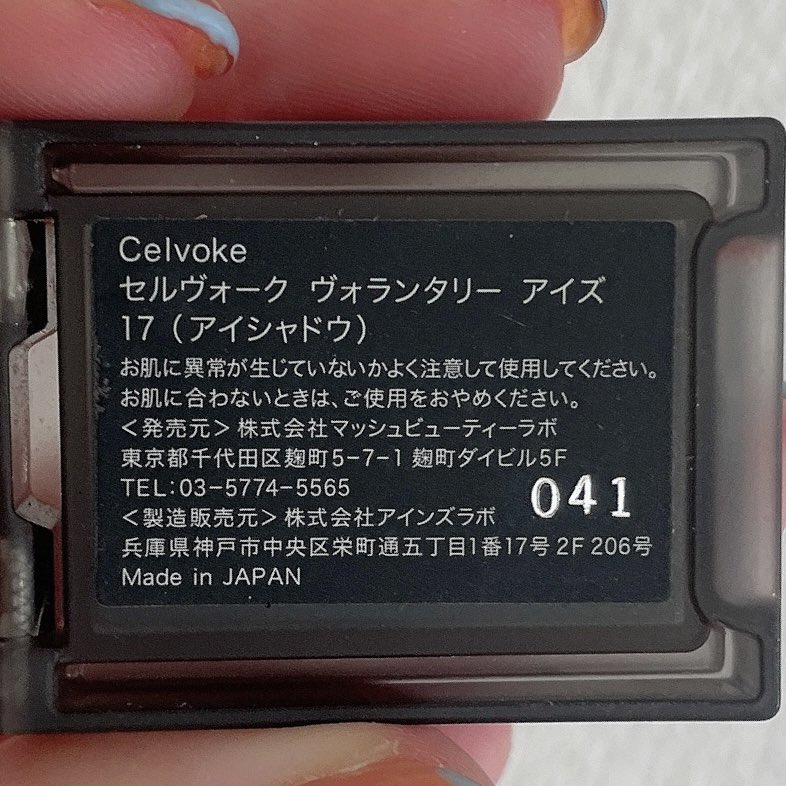 Celvoke
セルヴォーク ヴォランタリー アイズ
17（アイシャドウ）
お肌に異常が生じていないかよく注意して使用してください。
お肌に合わないときは、ご使用をおやめください。
＜発売元＞株式会社マッシュビューティーラボ
東京都千代田区麹町5-7-1 麹町ダイビル5F
TEL:03-5774-5565
041
＜製造販売元＞株式会社アインズラボ
兵庫県神戸市中央区栄町通五丁目1番17号 2F 206号
Made in JAPAN